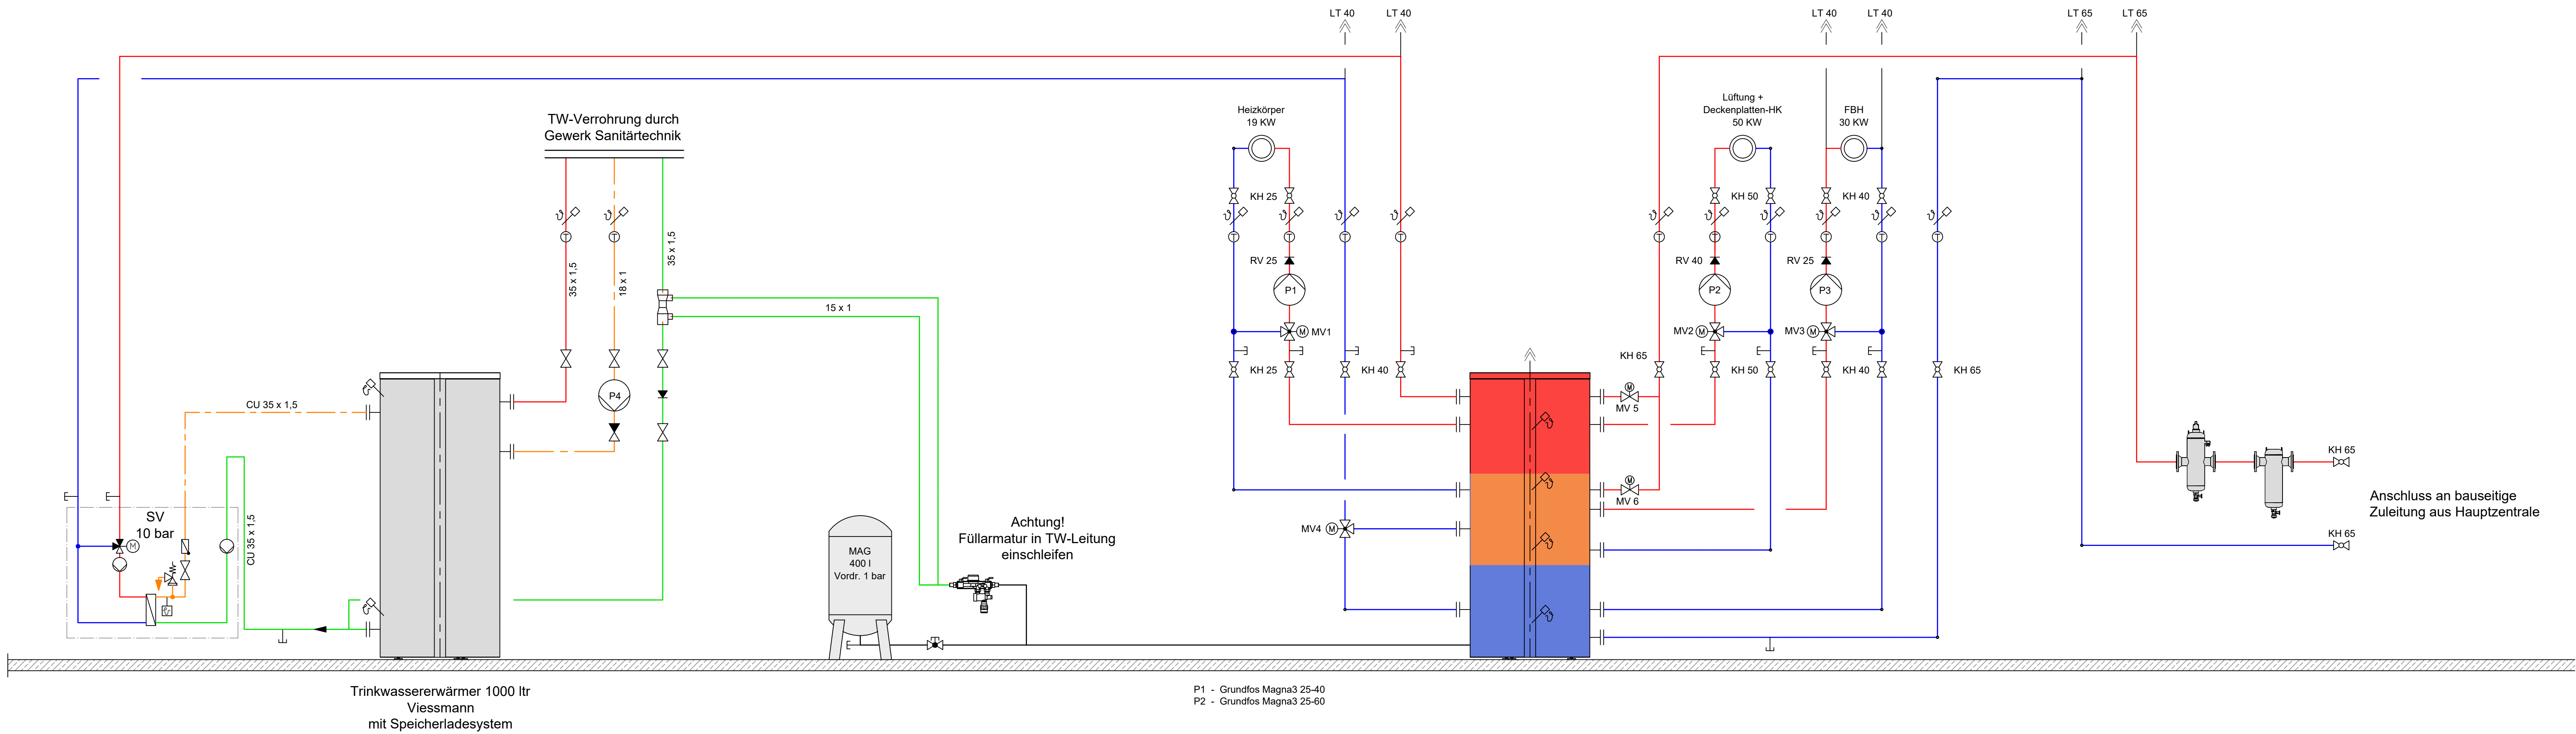 LT 40
LT 40
LT 40
LT 40
LT 65
LT 65
TW-Verrohrung durch
Gewerk Sanitärtechnik
Heizkörper
19 KW
Lüftung +
Deckenplatten-HK
50 KW
FBH
30 KW
KH 25
KH 50
KH 40
T
T
T
T
T
T
T
T
T
T
T
T
35 x 1,5
18 x 1
35 x 1,5
15 x 1
RV 25
RV 40
RV 25
P1
P2
P3
M
MV1
MV2
M
MV3
M
KH 25
KH 40
KH 65
KH 50
KH 40
KH 65
P4
CU 35 x 1,5
M
MV 5
M
MV 6
MV4
M
KH 65
KH 65
Anschluss an bauseitige
Zuleitung aus Hauptzentrale
SV
10 bar
M
CU 35 x 1,5
MAG
400 l
Vordr. 1 bar
Achtung!
Füllarmatur in TW-Leitung
einschleifen
Trinkwassererwärmer 1000 ltr
Viessmann
mit Speicherladesystem
P1 - Grundfos Magna3 25-40
P2 - Grundfos Magna3 25-60